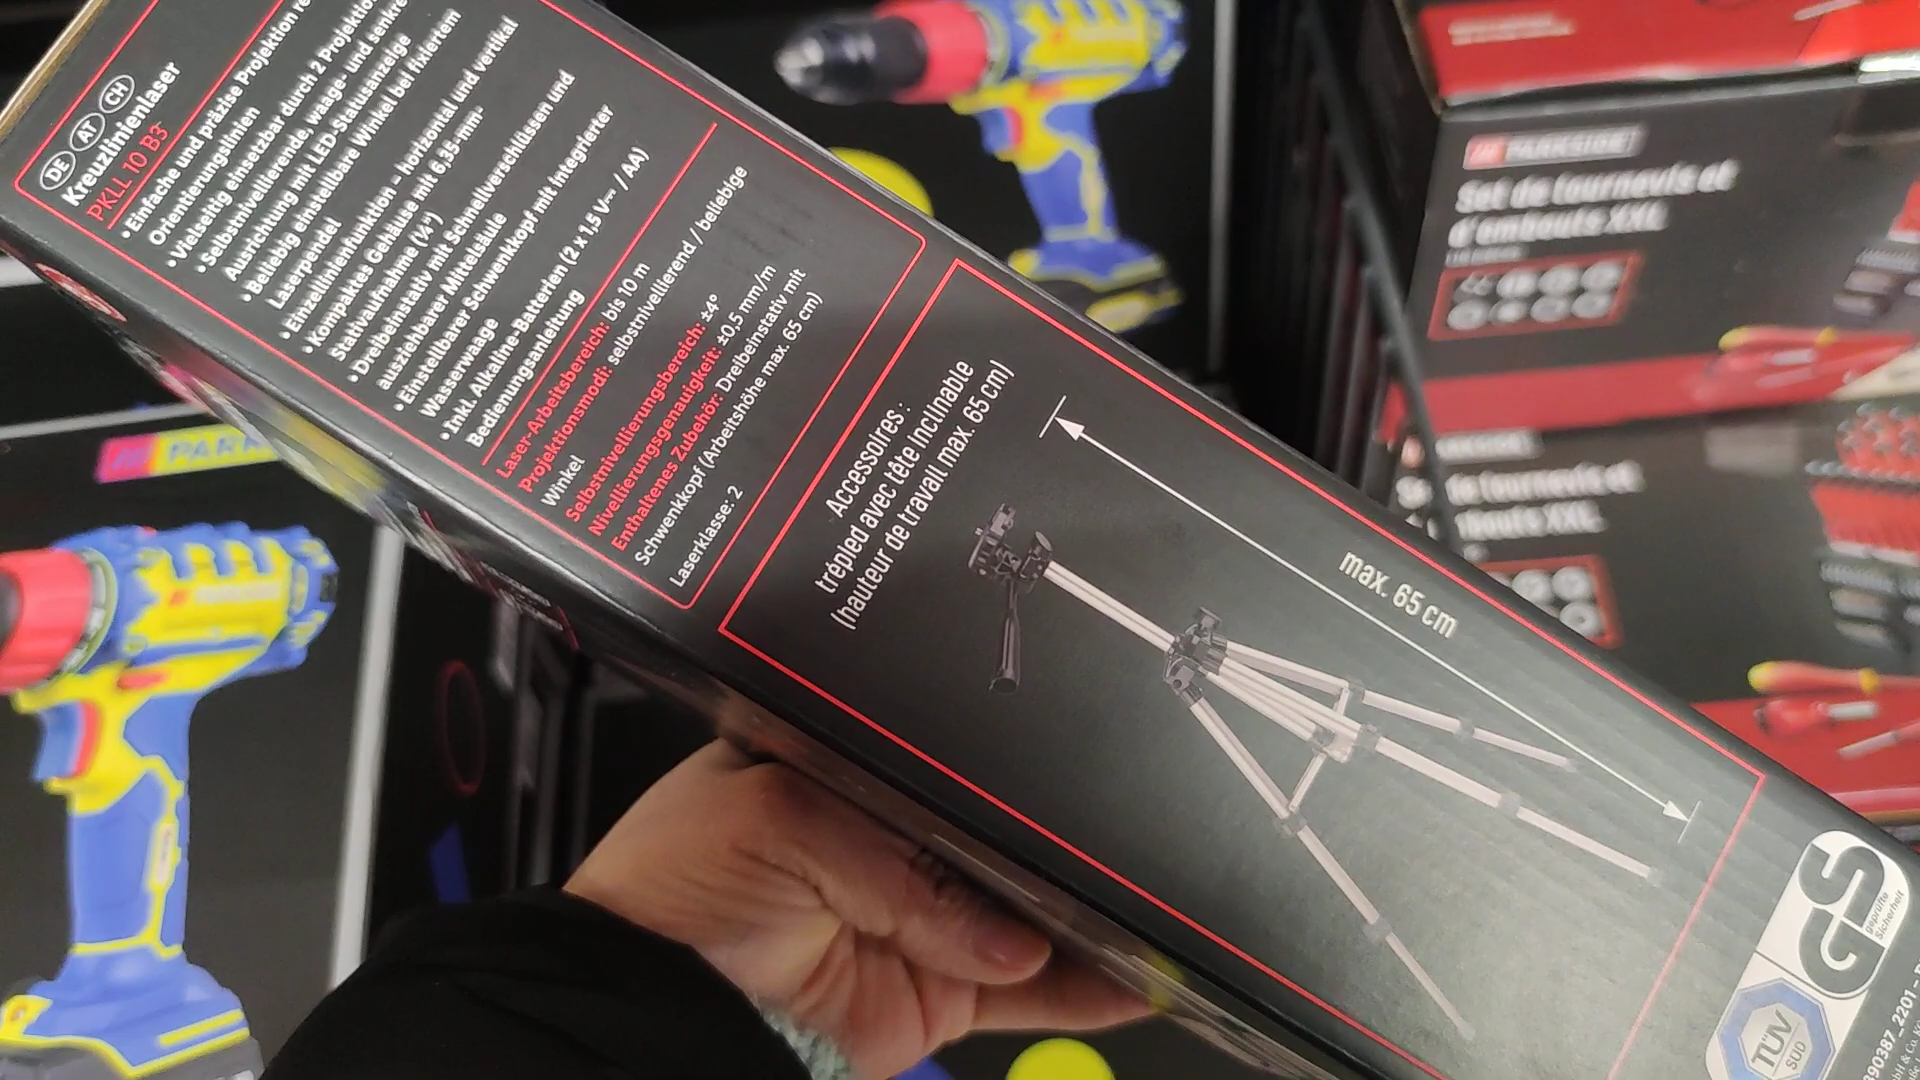 DE AT CH
Kreuzlinienlaser
PKLL 10 B3
• Einfache und präzise Projektion
Orientierungslinien
• Vielseitig einsetzbar durch 2
• Selbstnivellierende, waage- und
Ausrichtung mit LED-Statusanzeige
• Beliebig einstellbare Winkel bei fixiertem
Laserpendel
• Einzellinienfunktion – horizontal und vertikal
• Kompaktes Gehäuse mit 6,35-mm-
Stativaufnahme (¼")
• Dreibeinstativ mit Schnellverschlüssen und
ausziehbarer Mittelsäule
• Einstellbarer Schwenkkopf mit integrierter
Wasserwaage
• Inkl. Alkaline-Batterien (2 x 1,5 V⎓ / AA)
Bedienungsanleitung
Laser-Arbeitsbereich: bis 10 m
Projektionsmodi: selbstnivellierend / beliebige
Winkel
Selbstnivellierungsbereich: ±4°
Nivellierungsgenauigkeit: ±0,5 mm/m
Enthaltenes Zubehör: Dreibeinstativ mit
Schwenkkopf (Arbeitshöhe max. 65 cm)
Laserklasse: 2
Accessoires :
trépied avec tête inclinable
(hauteur de travail max. 65 cm)
max. 65 cm
GS
geprüfte
Sicherheit
TÜV
SÜD
390387_2201
PARKSIDE
Set de tournevis et
d'embouts XXL